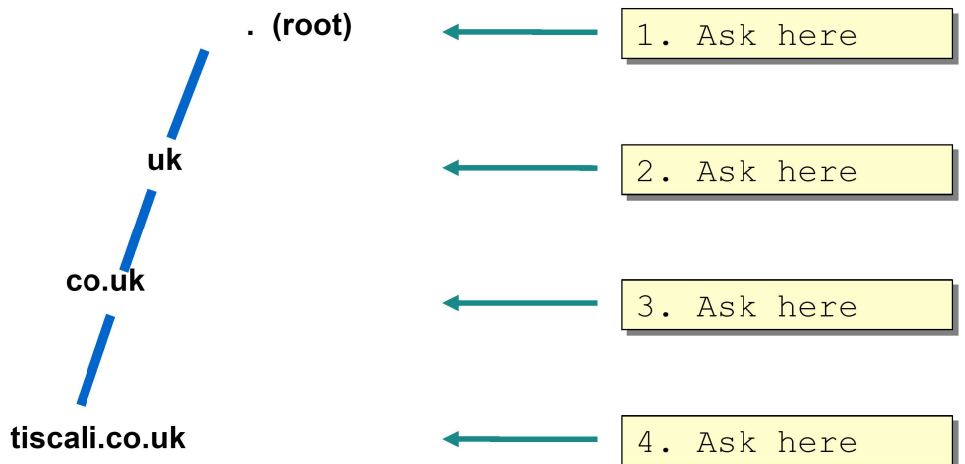 . (root)
1. Ask here
uk
2. Ask here
co.uk
3. Ask here
tiscali.co.uk
4. Ask here